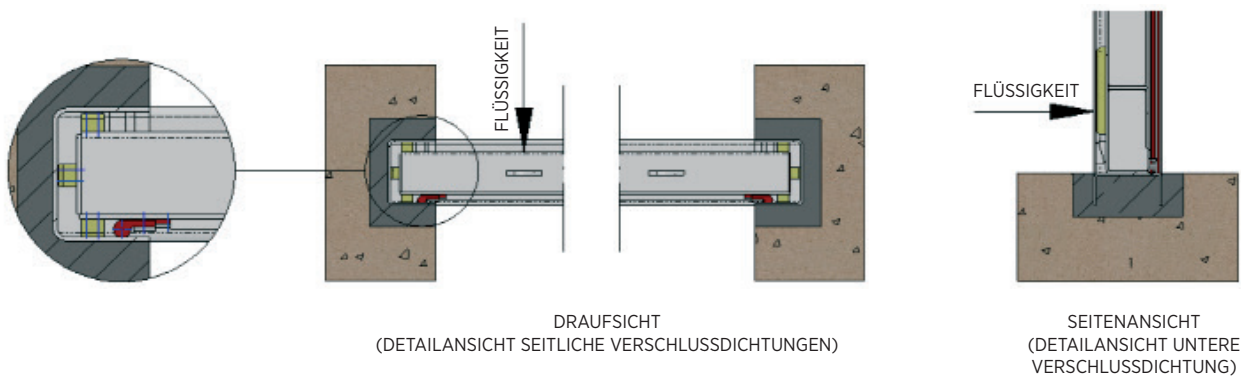 FLÜSSIGKEIT
FLÜSSIGKEIT
DRAUFSICHT
(DETAILANSICHT SEITLICHE VERSCHLUSSDICHTUNGEN)
SEITENANSICHT
(DETAILANSICHT UNTERE
VERSCHLUSSDICHTUNG)